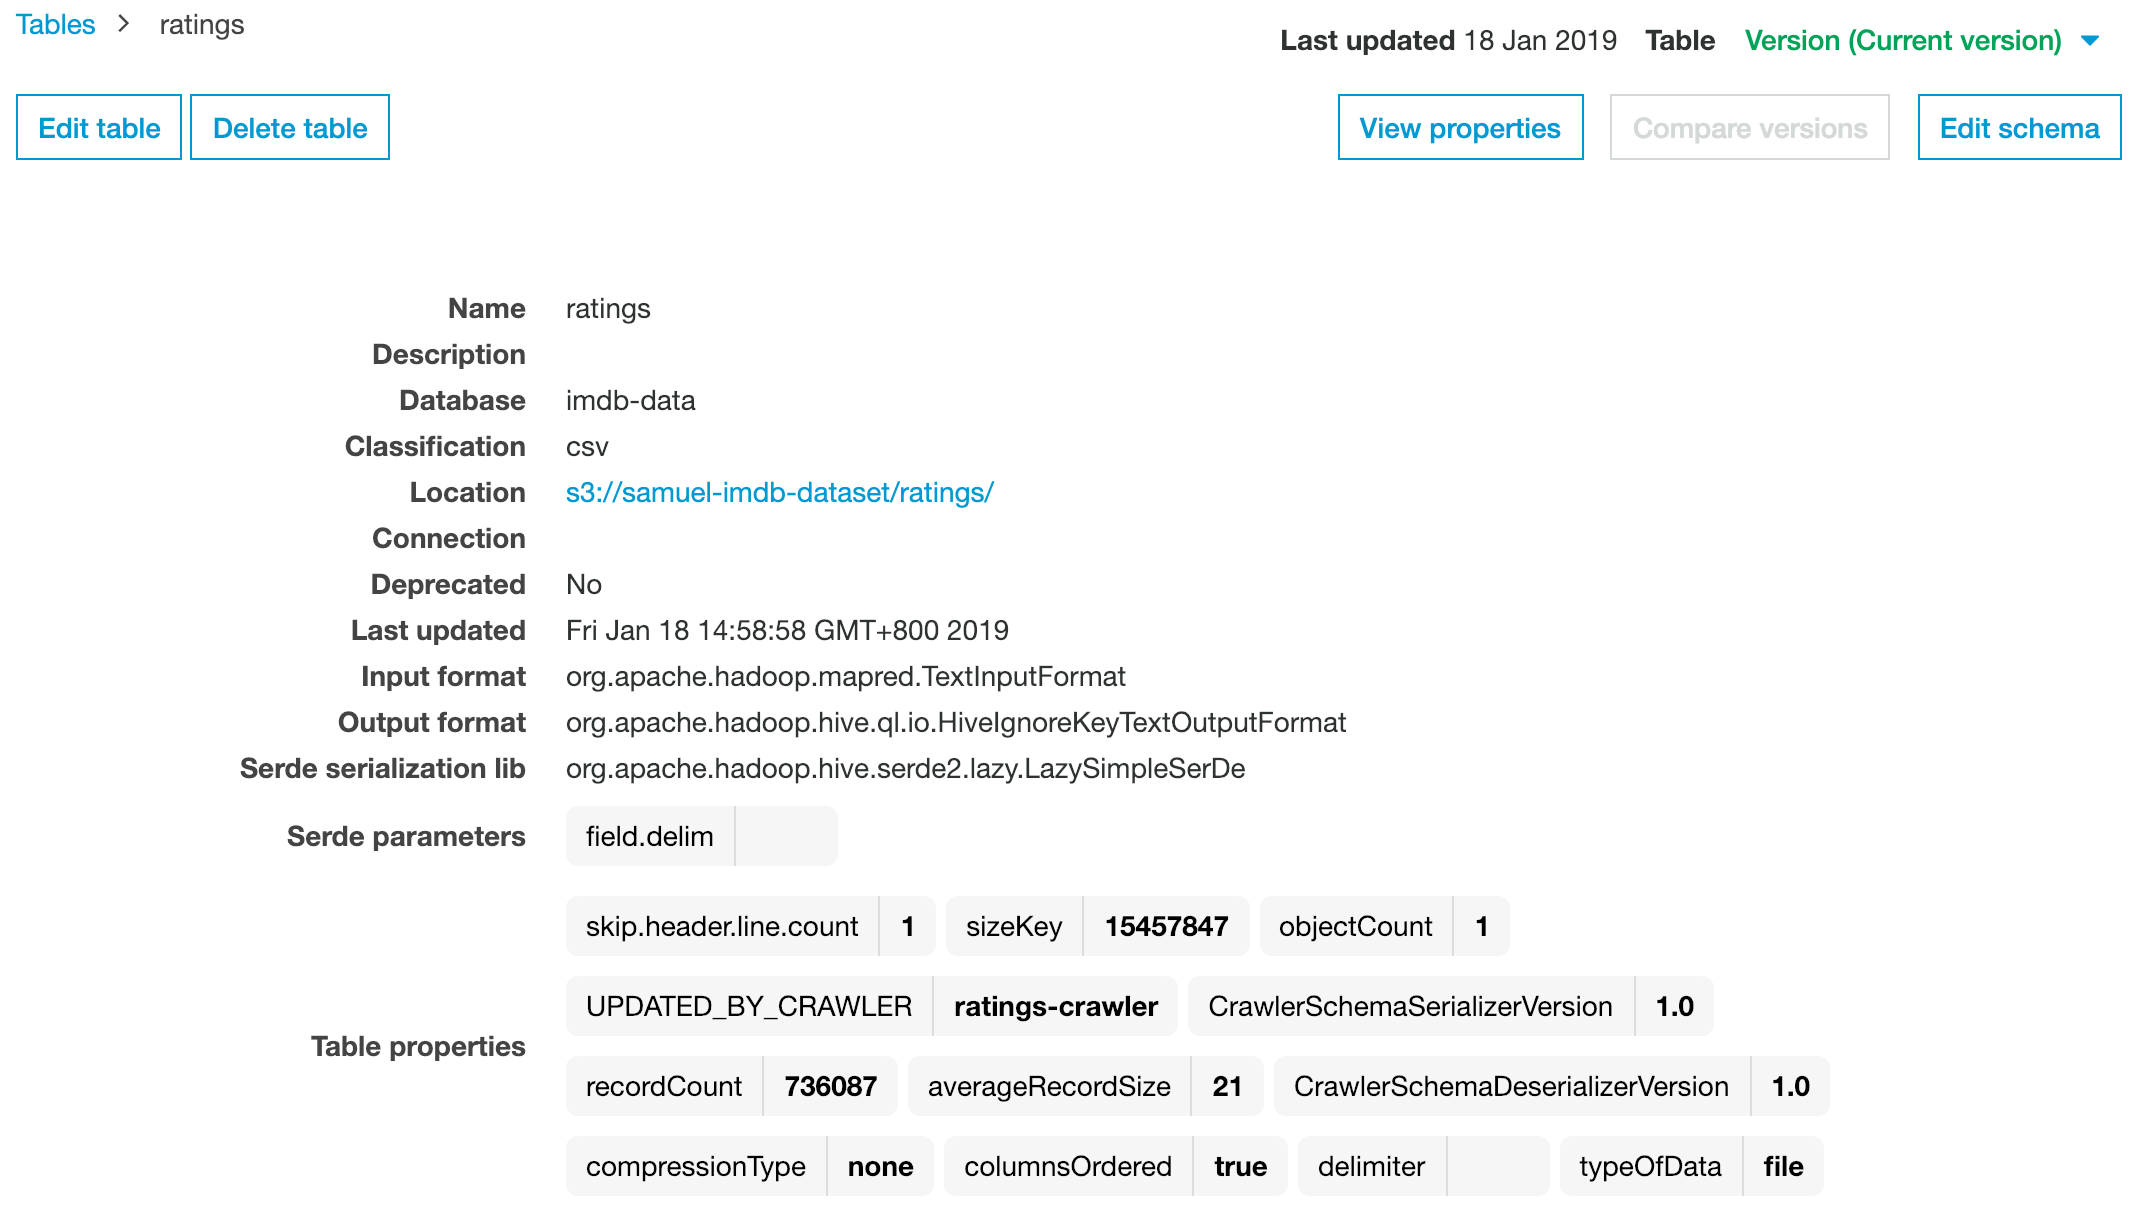 Tables > ratings
Last updated 18 Jan 2019 Table Version (Current version)
Edit table Delete table View properties Compare versions Edit schema
Name ratings
Description
Database imdb-data
Classification csv
Location s3://samuel-imdb-dataset/ratings/
Connection
Deprecated No
Last updated Fri Jan 18 14:58:58 GMT+800 2019
Input format org.apache.hadoop.mapred.TextInputFormat
Output format org.apache.hadoop.hive.ql.io.HiveIgnoreKeyTextOutputFormat
Serde serialization lib org.apache.hadoop.hive.serde2.lazy.LazySimpleSerDe
Serde parameters field.delim
skip.header.line.count 1 sizeKey 15457847 objectCount 1
UPDATED_BY_CRAWLER ratings-crawler CrawlerSchemaSerializerVersion 1.0
Table properties
recordCount 736087 averageRecordSize 21 CrawlerSchemaDeserializerVersion 1.0
compressionType none columnsOrdered true delimiter typeOfData file